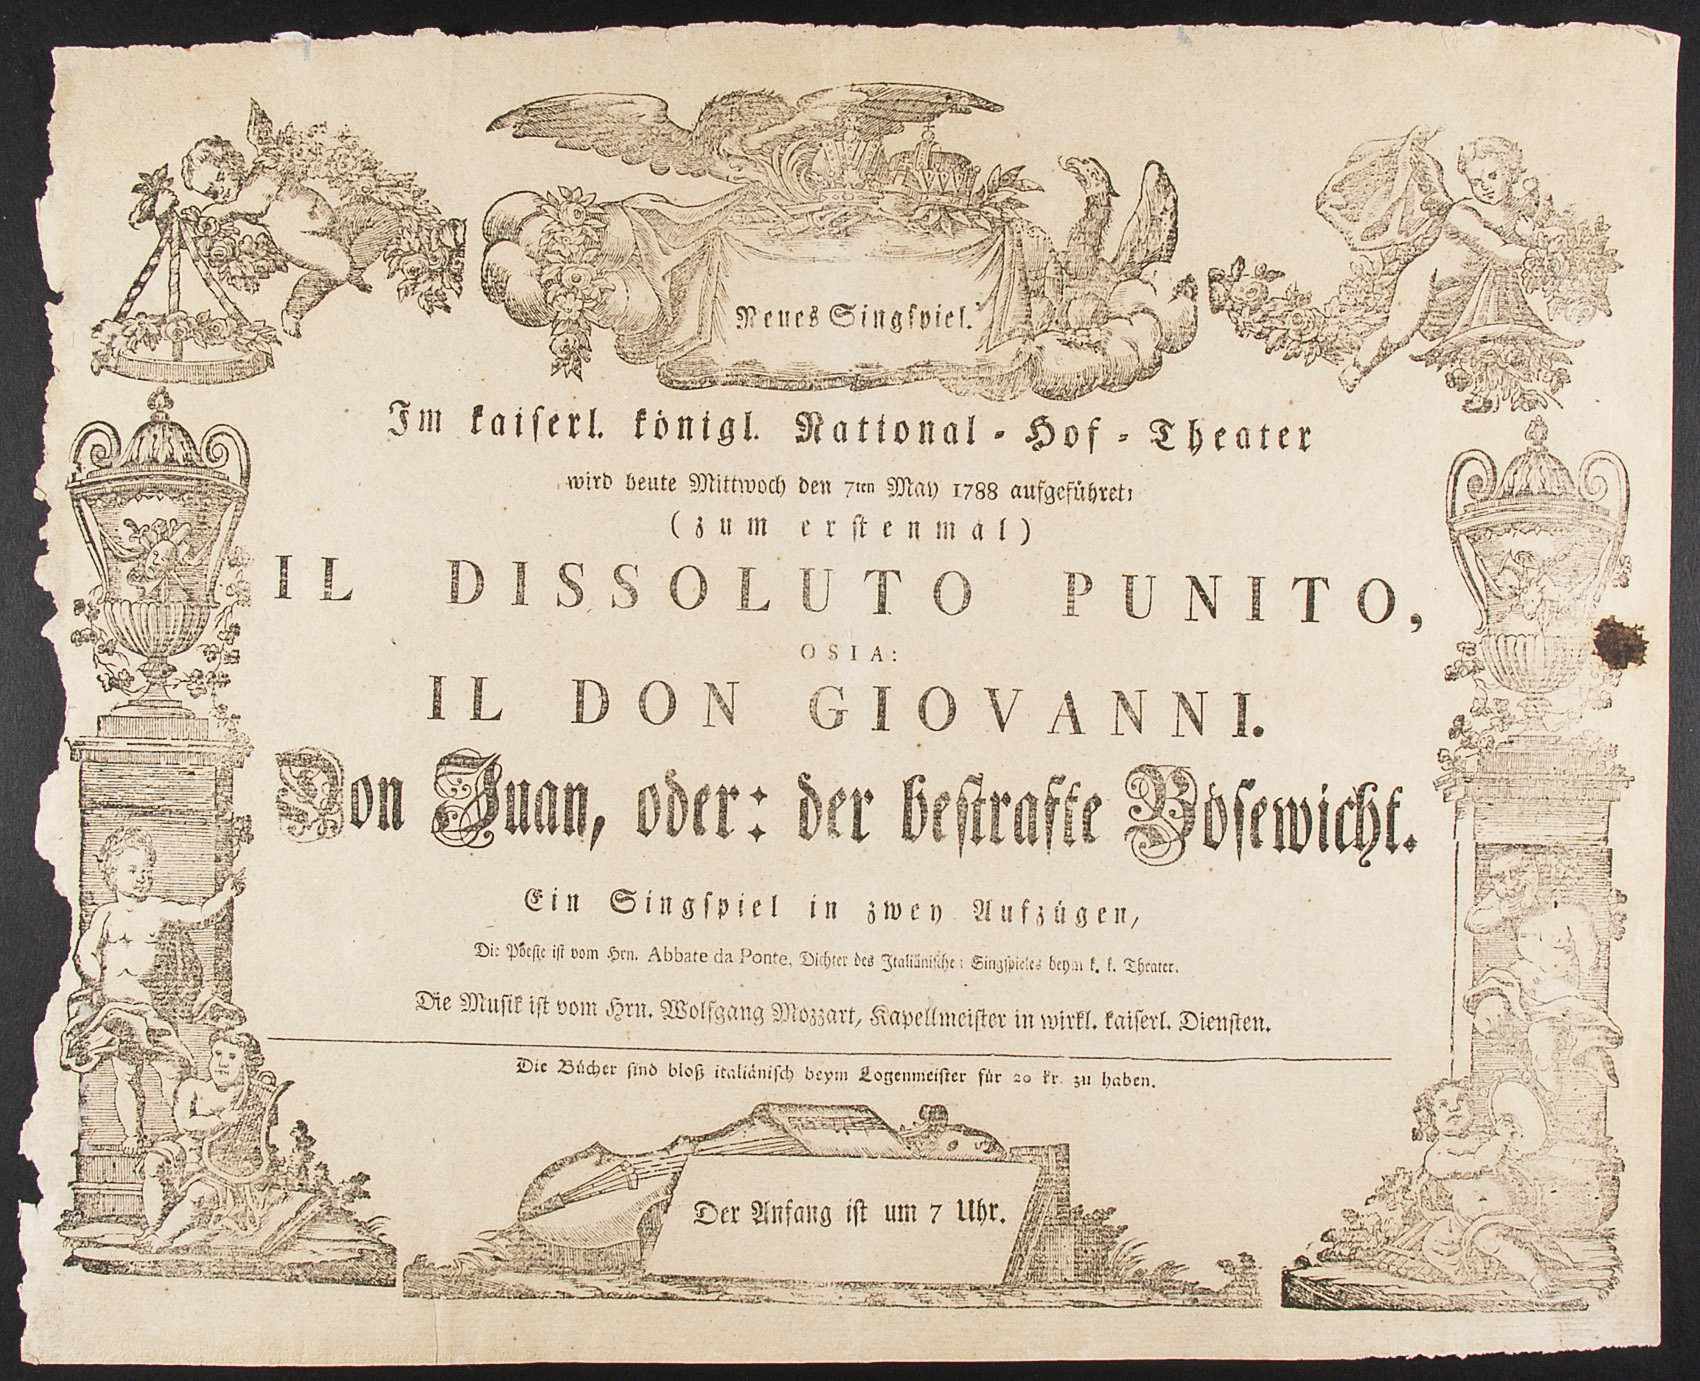 Neues Singspiel.
Im kaiserl. königl. National-Hof-Theater
wird heute Mittwoch den 7ten May 1788 aufgeführet:
(zum erstenmal)
IL DISSOLUTO PUNITO,
OSIA:
IL DON GIOVANNI.
Don Juan, oder: der bestrafte Bösewicht.
Ein Singspiel in zwey Aufzügen,
Die Poesie ist vom Hrn. Abbate da Ponte, Dichter des Italiänischen Singspieles beym k. k. Theater.
Die Musik ist vom Hrn. Wolfgang Mozzart, Kapellmeister in wirkl. kaiserl. Diensten.
Die Bücher sind bloß italiänisch beym Logenmeister für 20 kr. zu haben.
Der Anfang ist um 7 Uhr.